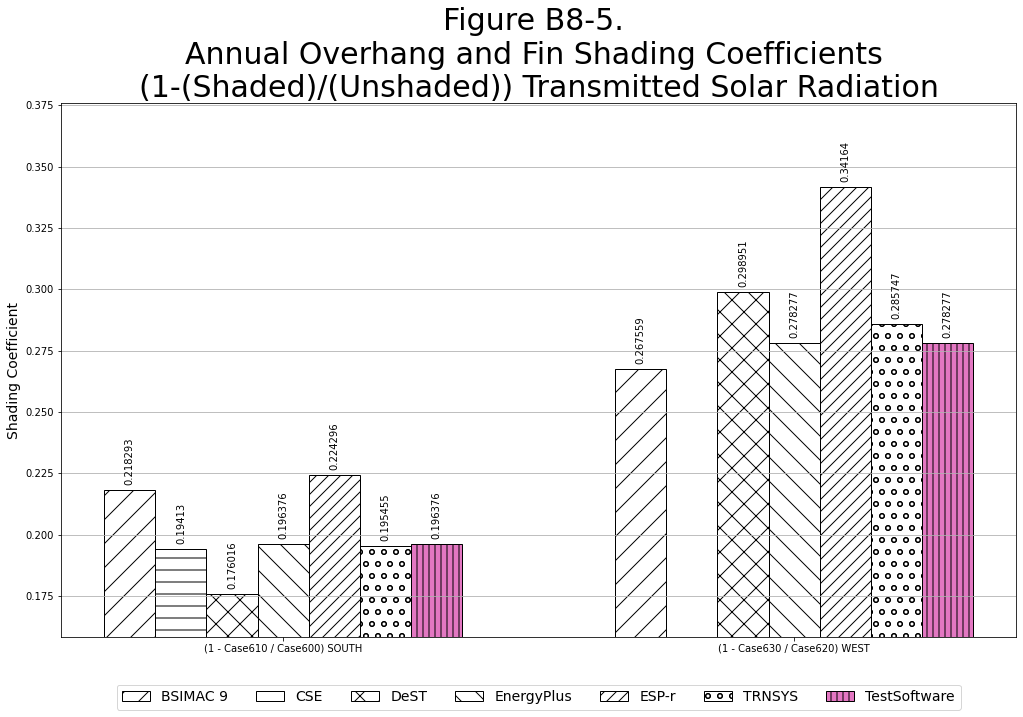 Figure B8-5.
Annual Overhang and Fin Shading Coefficients
(1-(Shaded)/(Unshaded)) Transmitted Solar Radiation
Shading Coefficient
0.375
0.350
0.325
0.300
0.275
0.250
0.225
0.200
0.175
0.218293
0.19413
0.176016
0.196376
0.224296
0.195455
0.196376
0.267559
0.298951
0.278277
0.34164
0.285747
0.278277
(1 - Case610 / Case600) SOUTH
(1 - Case630 / Case620) WEST
BSIMAC 9
CSE
DeST
EnergyPlus
ESP-r
TRNSYS
TestSoftware